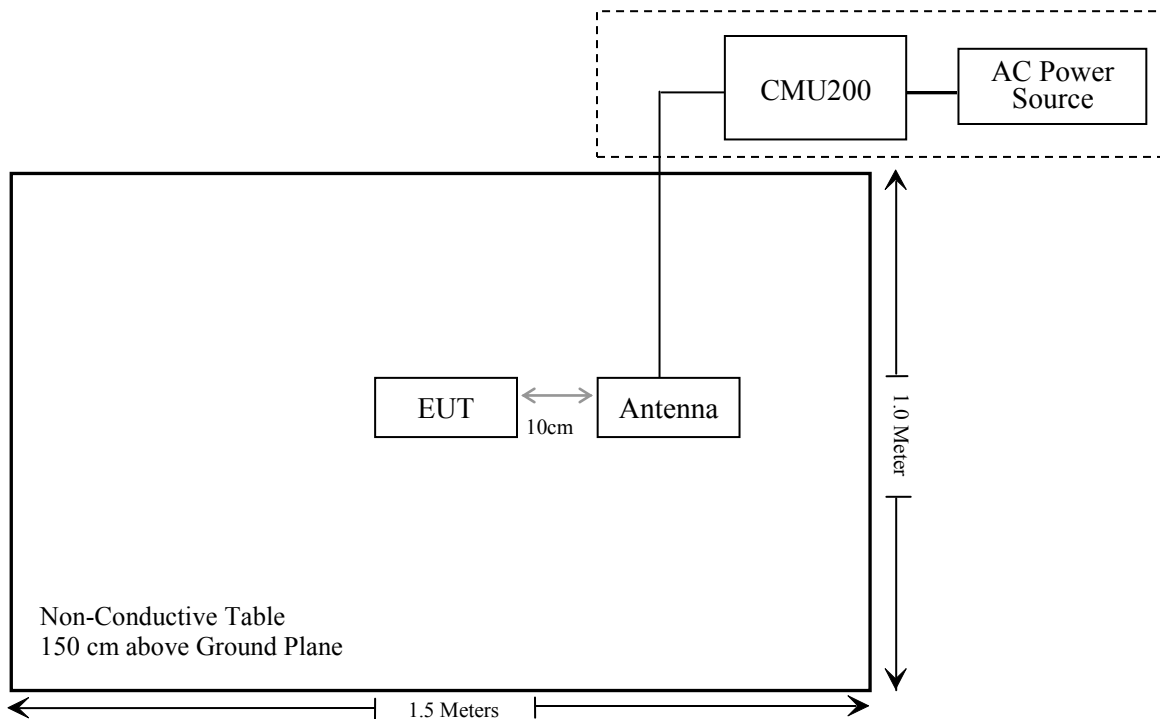 CMU200
AC Power
Source
EUT
10cm
Antenna
1.0 Meter
Non-Conductive Table
150 cm above Ground Plane
1.5 Meters